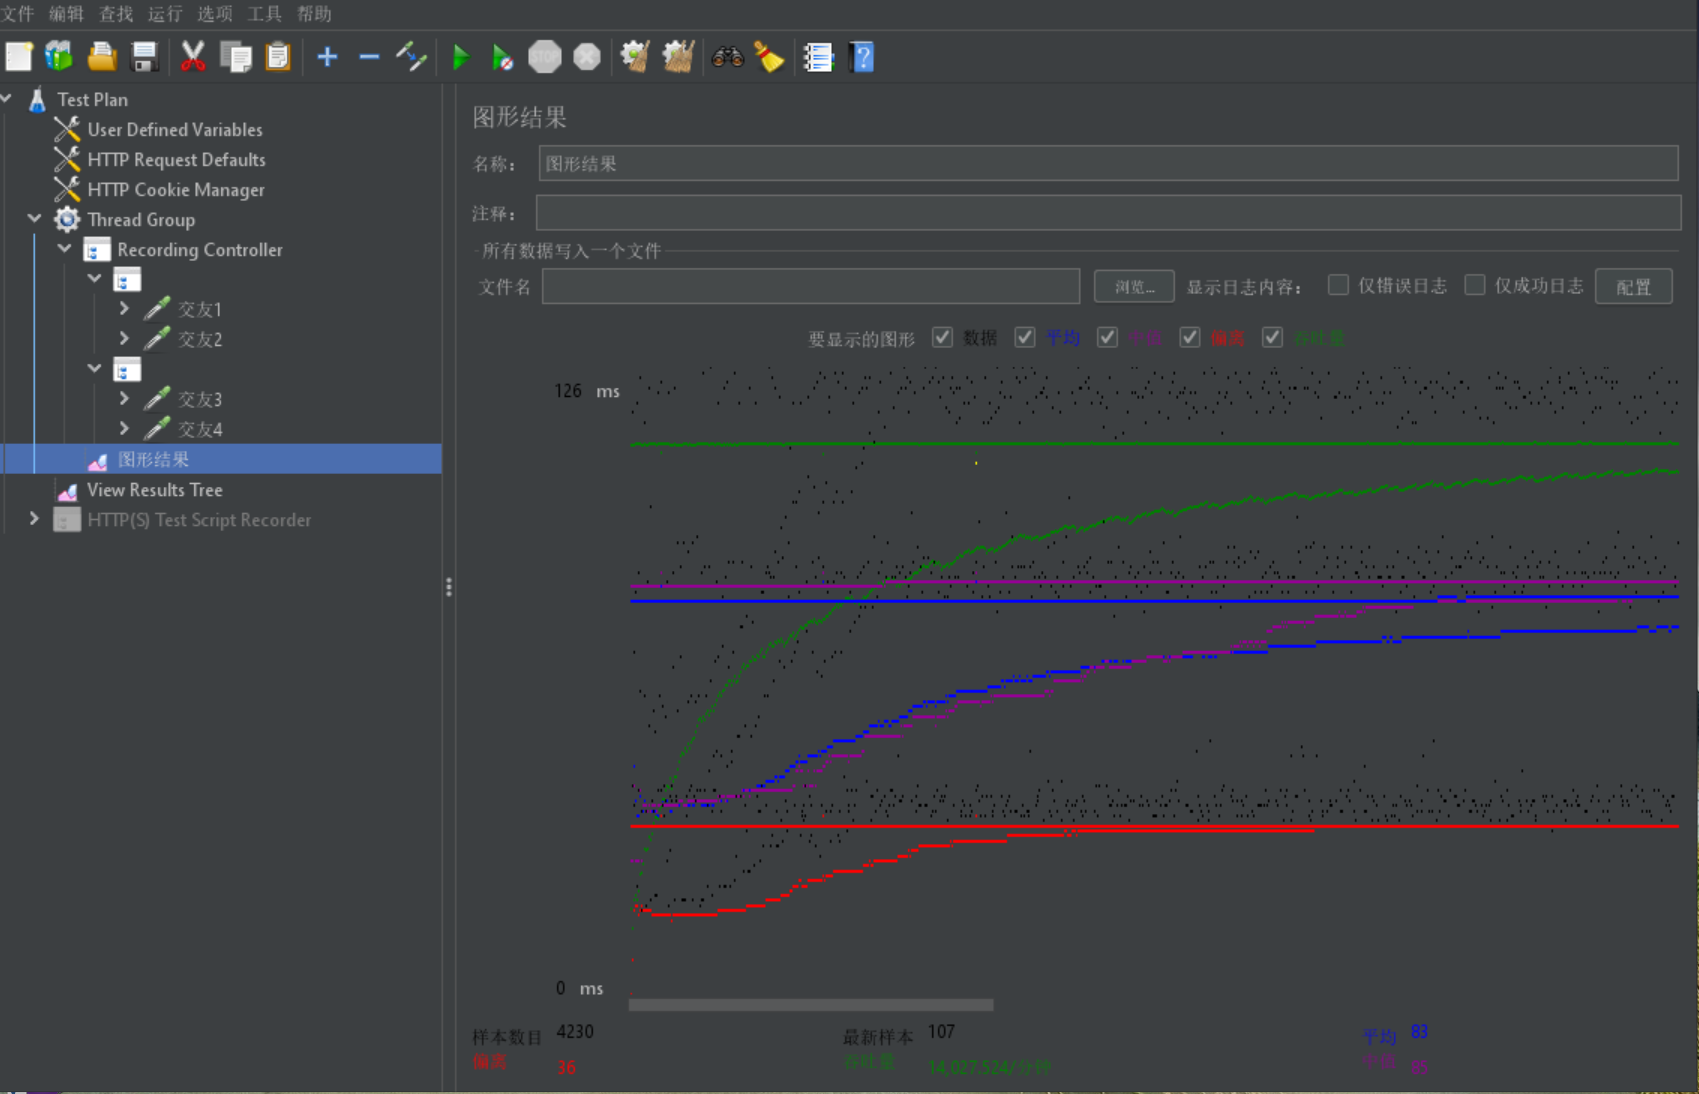 文件 编辑 查找 运行 选项 工具 帮助
STOP
Test Plan
User Defined Variables
HTTP Request Defaults
HTTP Cookie Manager
Thread Group
Recording Controller
交友1
交友2
交友3
交友4
图形结果
View Results Tree
HTTP(S) Test Script Recorder
图形结果
名称： 图形结果
注释：
所有数据写入一个文件
文件名 浏览... 显示日志内容： 仅错误日志 仅成功日志 配置
要显示的图形 数据 平均 中值 偏离 吞吐量
126 ms
0 ms
样本数目 4230 最新样本 107 平均 83
偏离 36 吞吐量 14,027.524/分钟 中值